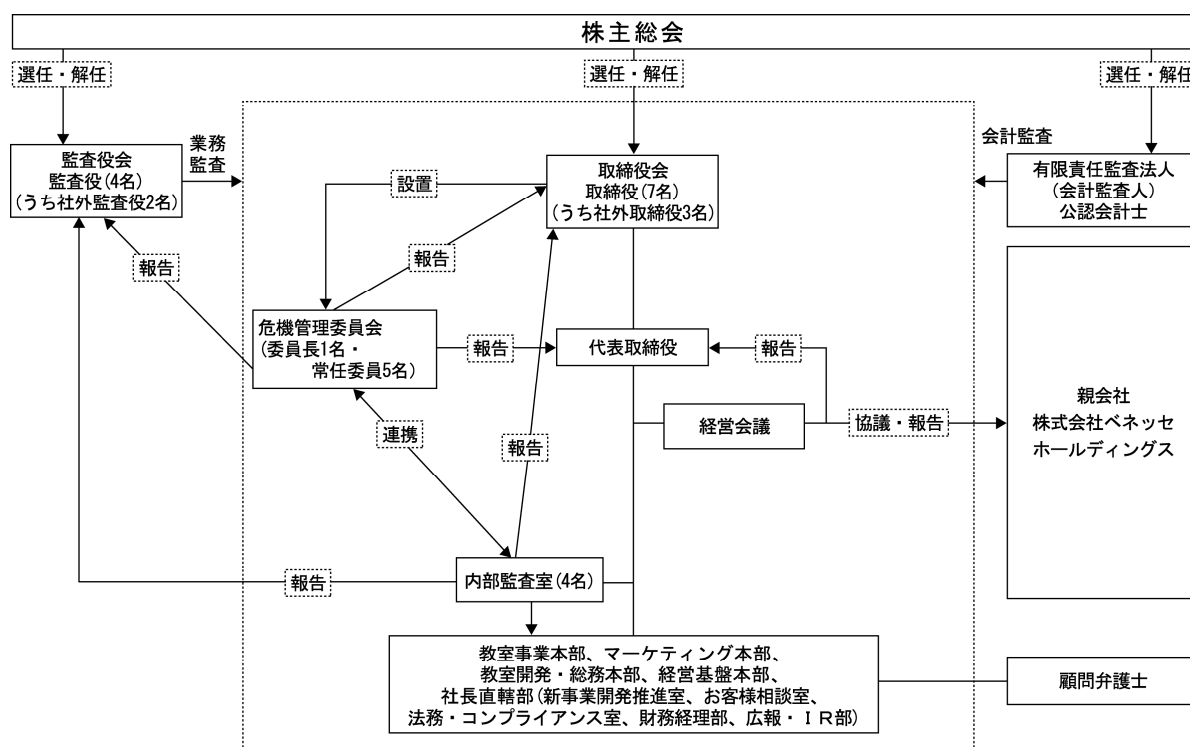 株主総会
選任・解任
選任・解任
選任・解任
監査役会
監査役(4名)
(うち社外監査役2名)
業務
監査
取締役会
取締役(7名)
(うち社外取締役3名)
会計監査
有限責任監査法人
(会計監査人)
公認会計士
設置
報告
報告
危機管理委員会
(委員長1名・
常任委員5名)
報告
代表取締役
報告
連携
報告
経営会議
協議・報告
親会社
株式会社ベネッセ
ホールディングス
内部監査室(4名)
報告
教室事業本部、マーケティング本部、
教室開発・総務本部、経営基盤本部、
社長直轄部(新事業開発推進室、お客様相談室、
法務・コンプライアンス室、財務経理部、広報・ＩＲ部)
顧問弁護士